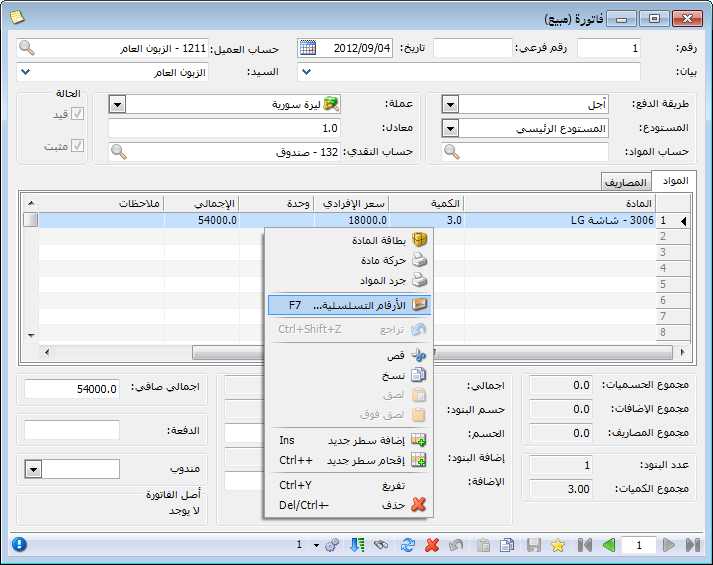 فاتورة (مبيع)
رقم: 1 رقم فرعي: تاريخ: 2012/09/04 حساب العميل: 1211 - الزبون العام
بيان: السيد: الزبون العام
طريقة الدفع: آجل عملة: ليرة سورية الحالة
المستودع: المستودع الرئيسي معادل: 1.0 قيد
حساب المواد: حساب النقدي: 132 - صندوق مثبت
المواد المصاريف
المادة الكمية سعر الإفرادي وحدة الإجمالي ملاحظات
1 3006 - شاشة LG 3.0 18000.0 54000.0
2
3
4
5
6
7
8
بطاقة المادة
حركة مادة
جرد المواد
الأرقام التسلسلية... F7
تراجع Ctrl+Shift+Z
قص
نسخ
لصق
لصق فوق
إضافة سطر جديد Ins
إقحام سطر جديد Ctrl++
تفريغ Ctrl+Y
حذف Del/Ctrl+-
مجموع الحسميات: 0.0 اجمالي: اجمالي صافي: 54000.0
مجموع الإضافات: 0.0 حسم البنود:
مجموع المصاريف: 0.0 الحسم: الدفعة:
عدد البنود: 1 إضافة البنود: مندوب
مجموع الكميات: 3.00 الإضافة: أصل الفاتورة
لا يوجد
1 1